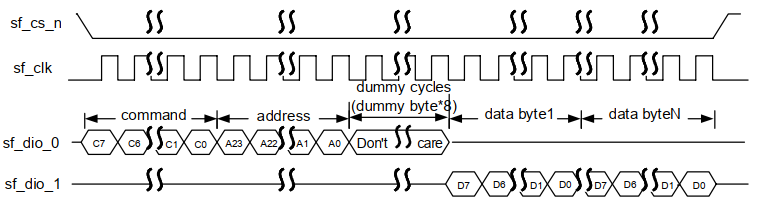 sf_cs_n
sf_clk
dummy cycles
(dummy byte*8)
command address data byte1 data byteN
sf_dio_0 C7 C6 C1 C0 A23 A22 A1 A0 Don't care
sf_dio_1 D7 D6 D1 D0 D7 D6 D1 D0